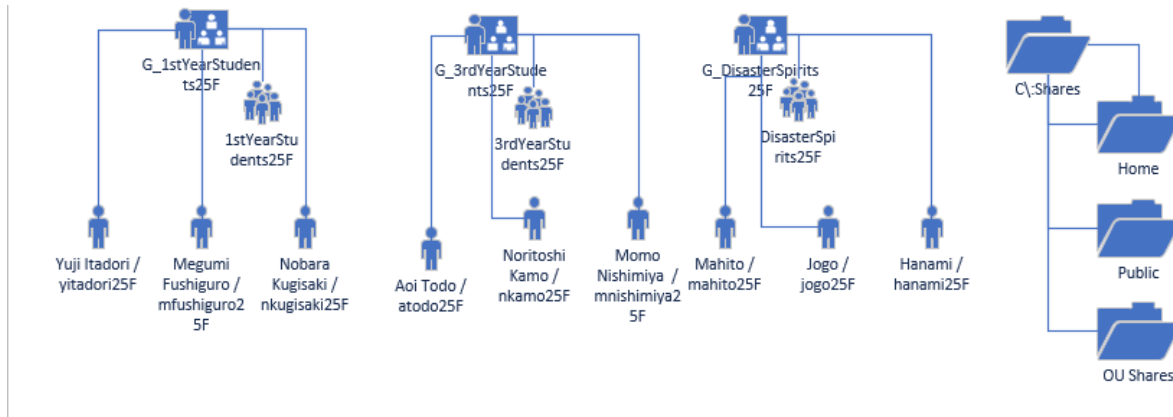 G_1stYearStuden
ts25F
1stYearStu
dents25F
Yuji Itadori /
yitadori25F
Megumi
Fushiguro /
mfushiguro2
5F
Nobara
Kugisaki /
nkugisaki25F
G_3rdYearStude
nts25F
3rdYearStu
dents25F
Aoi Todo /
atodo25F
Noritoshi
Kamo /
nkamo25F
Momo
Nishimiya /
mnishimiya2
5F
G_DisasterSpirits
25F
DisasterSpi
rits25F
Mahito /
mahito25F
Jogo /
jogo25F
Hanami /
hanami25F
C\:Shares
Home
Public
OU Shares